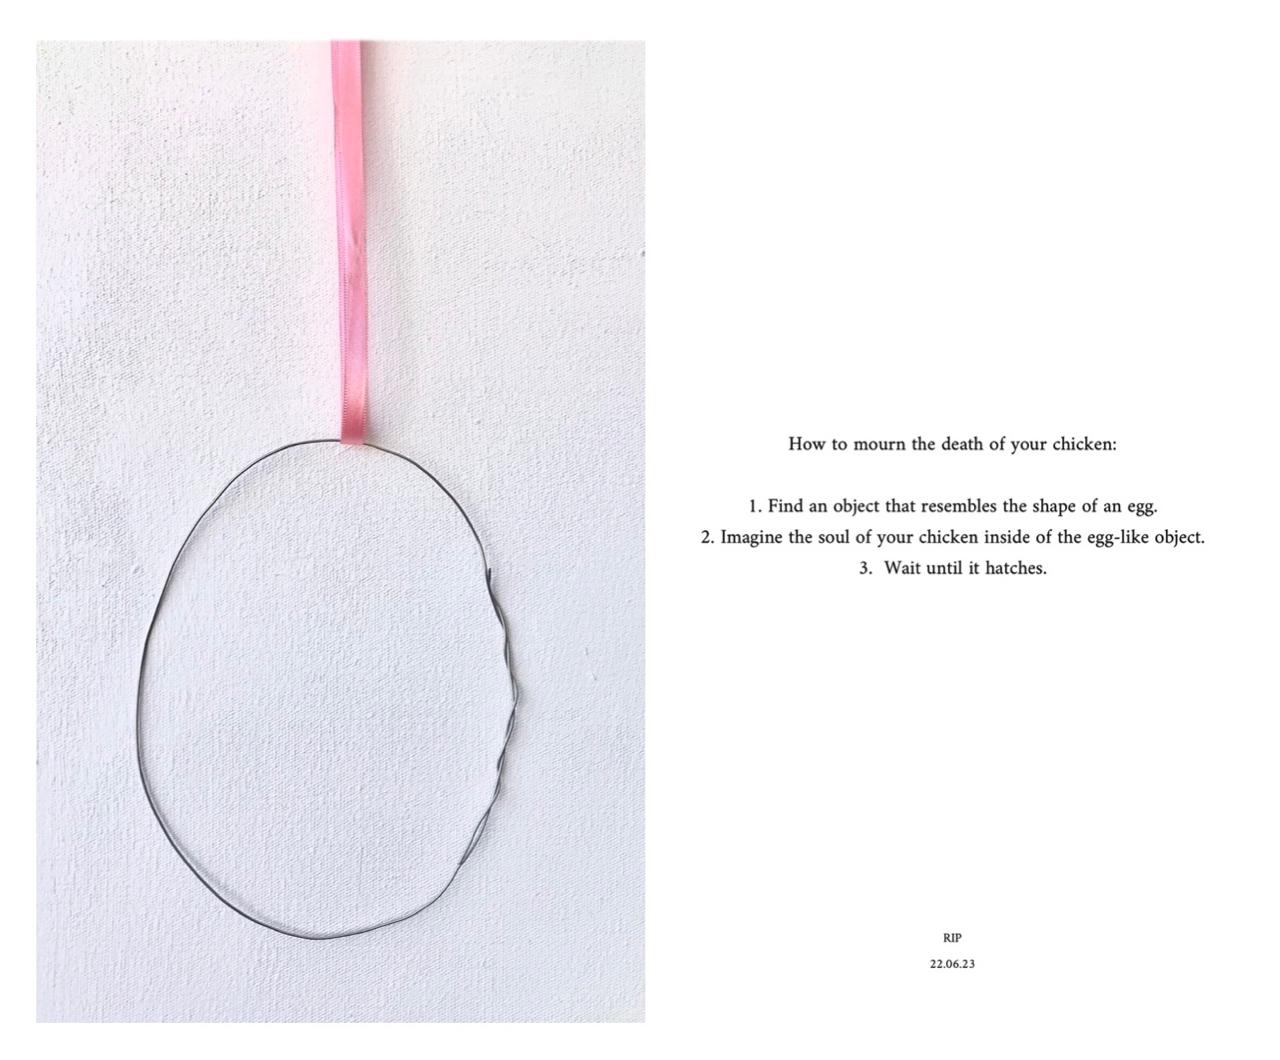 How to mourn the death of your chicken:
1. Find an object that resembles the shape of an egg.
2. Imagine the soul of your chicken inside of the egg-like object.
3. Wait until it hatches.
RIP
22.06.23